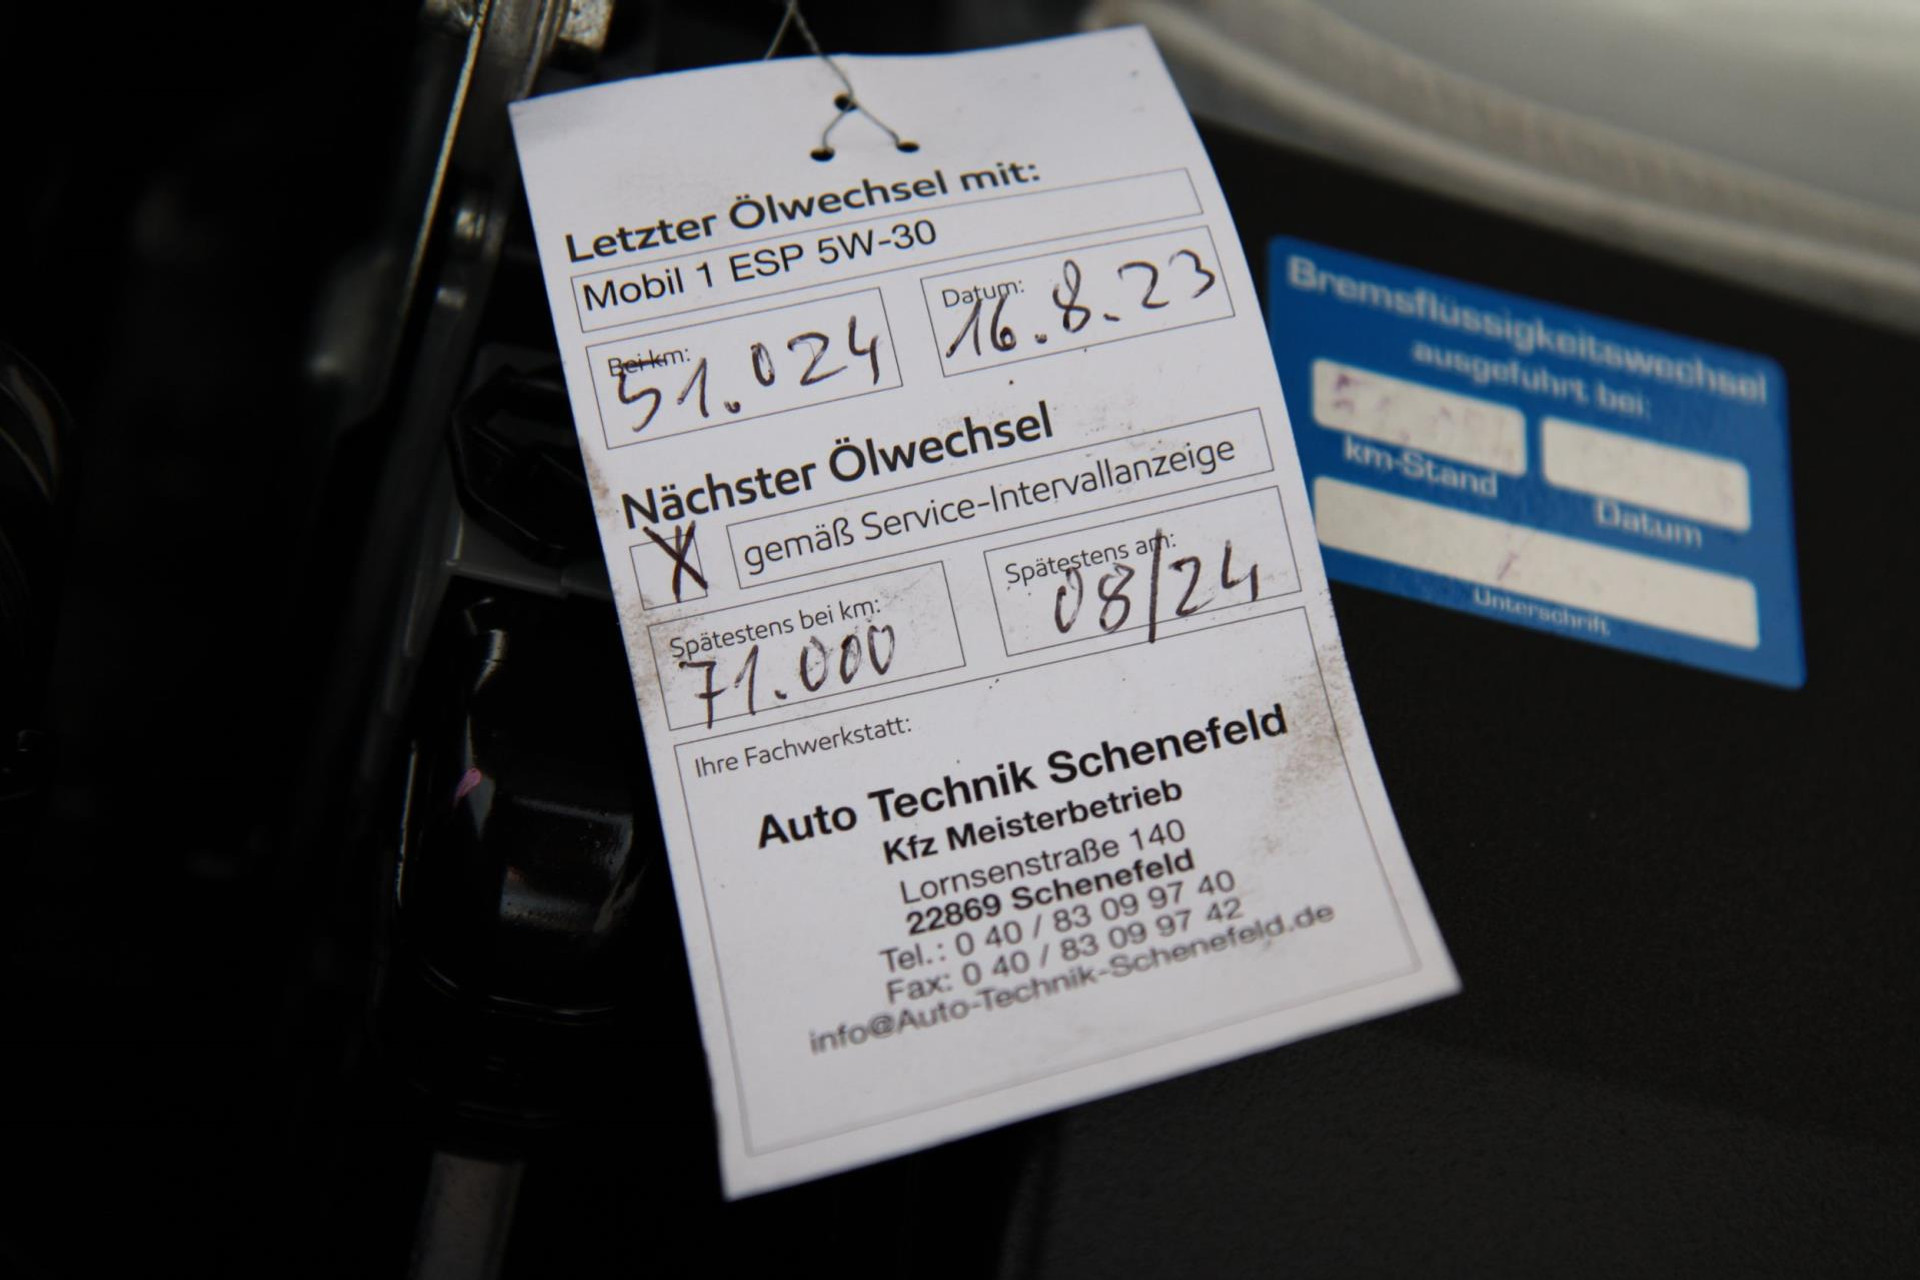 Letzter Ölwechsel mit:
Mobil 1 ESP 5W-30
Bei km:
51.024
Datum:
16.8.23
Nächster Ölwechsel
X gemäß Service-Intervallanzeige
Spätestens bei km:
71.000
Spätestens am:
08/24
Ihre Fachwerkstatt:
Auto Technik Schenefeld
Kfz Meisterbetrieb
Lornsenstraße 140
22869 Schenefeld
Tel.: 0 40 / 83 09 97 40
Fax: 0 40 / 83 09 97 42
info@Auto-Technik-Schenefeld.de
Bremsflüssigkeitswechsel
ausgeführt bei:
km-Stand
Datum
Unterschrift